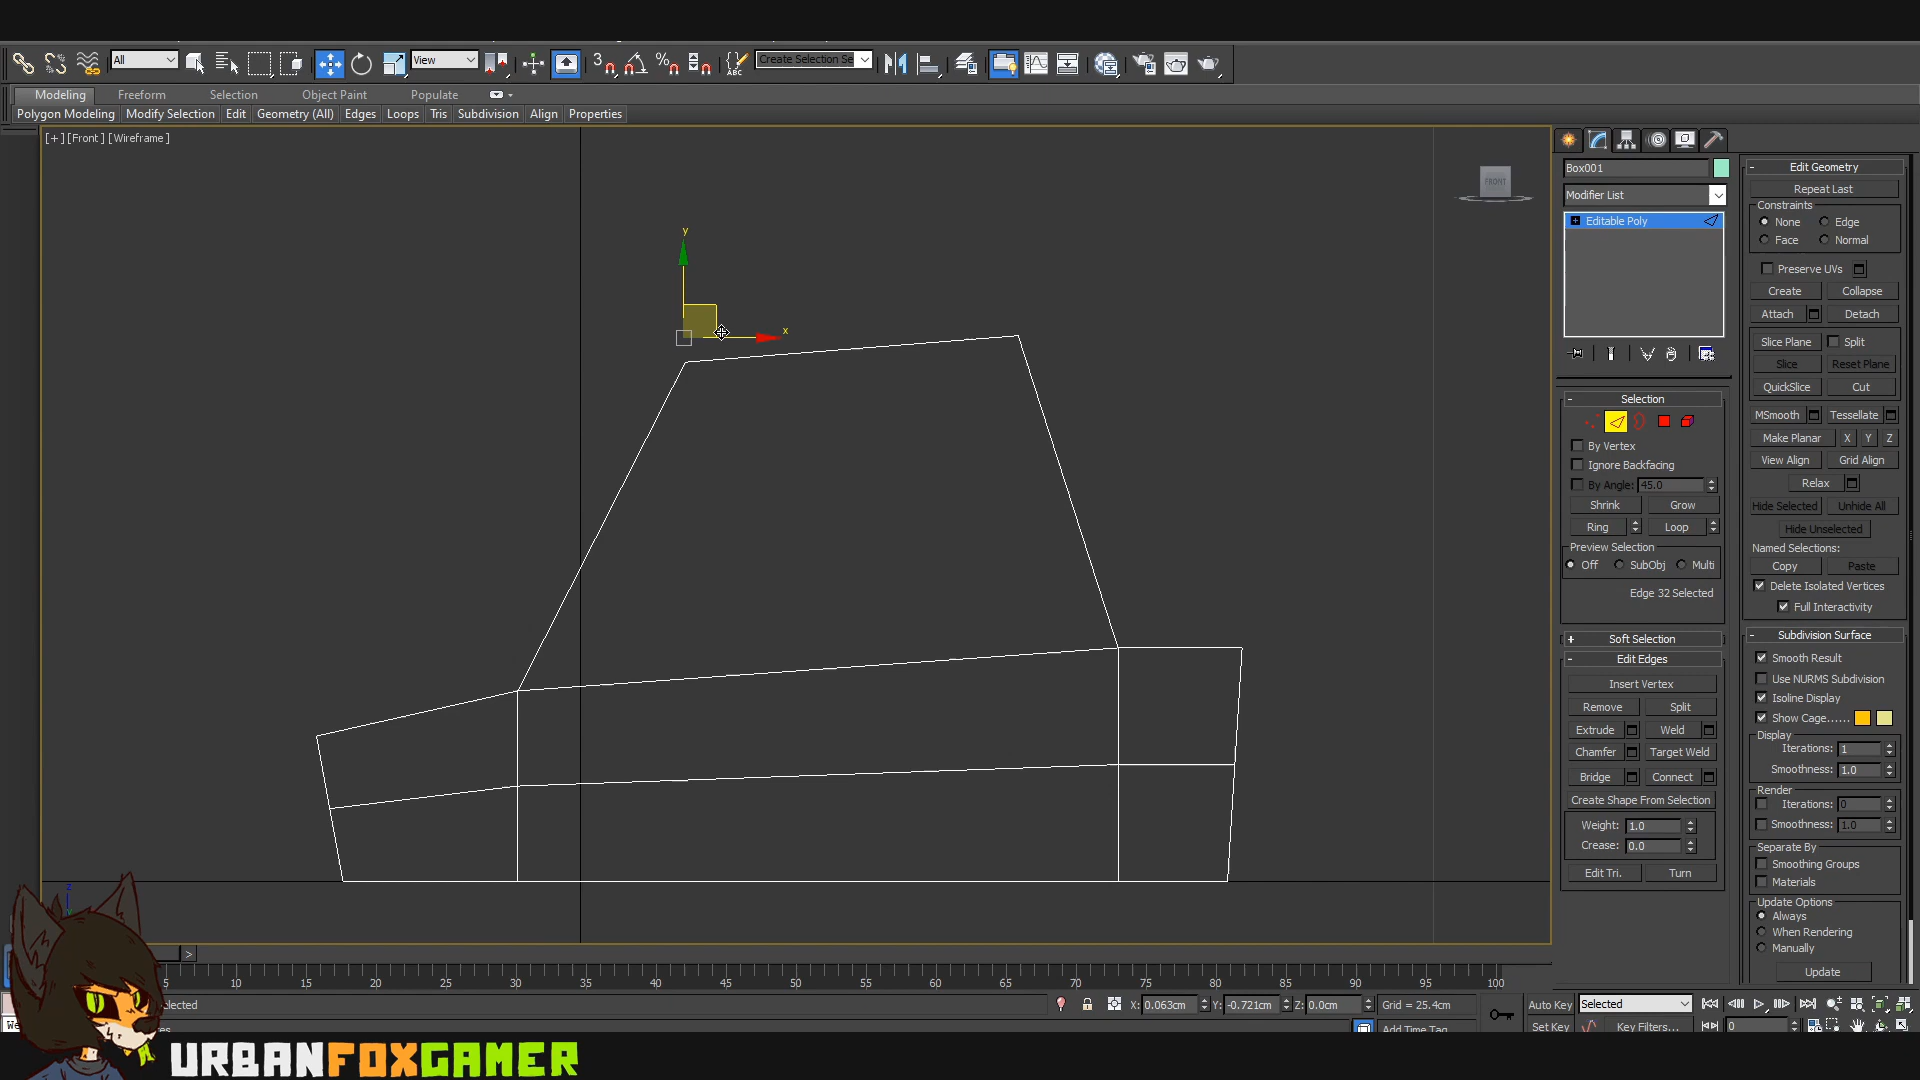 All
View
3
%
ABC
Create Selection Se
Modeling Freeform Selection Object Paint Populate
Polygon Modeling Modify Selection Edit Geometry (All) Edges Loops Tris Subdivision Align Properties
[+] [Front] [Wireframe]
FRONT
y
x
z
Box001
Modifier List
Editable Poly
- Selection
By Vertex
Ignore Backfacing
By Angle: 45.0
Shrink Grow
Ring Loop
Preview Selection
Off SubObj Multi
Edge 32 Selected
+ Soft Selection
- Edit Edges
Insert Vertex
Remove Split
Extrude Weld
Chamfer Target Weld
Bridge Connect
Create Shape From Selection
Weight: 1.0
Crease: 0.0
Edit Tri. Turn
- Edit Geometry
Repeat Last
Constraints
None Edge
Face Normal
Preserve UVs
Create Collapse
Attach Detach
Slice Plane Split
Slice Reset Plane
QuickSlice Cut
MSmooth Tessellate
Make Planar X Y Z
View Align Grid Align
Relax
Hide Selected Unhide All
Hide Unselected
Named Selections:
Copy Paste
Delete Isolated Vertices
Full Interactivity
- Subdivision Surface
Smooth Result
Use NURMS Subdivision
Isoline Display
Show Cage......
Display
Iterations: 1
Smoothness: 1.0
Render
Iterations: 0
Smoothness: 1.0
Separate By
Smoothing Groups
Materials
Update Options
Always
When Rendering
Manually
Update
>
5 10 15 20 25 30 35 40 45 50 55 60 65 70 75 80 85 90 95 100
X: 0.063cm Y: -0.721cm Z: 0.0cm Grid = 25.4cm
Add Time Tag
Auto Key Selected
Set Key Key Filters... 0
URBANFOXGAMER